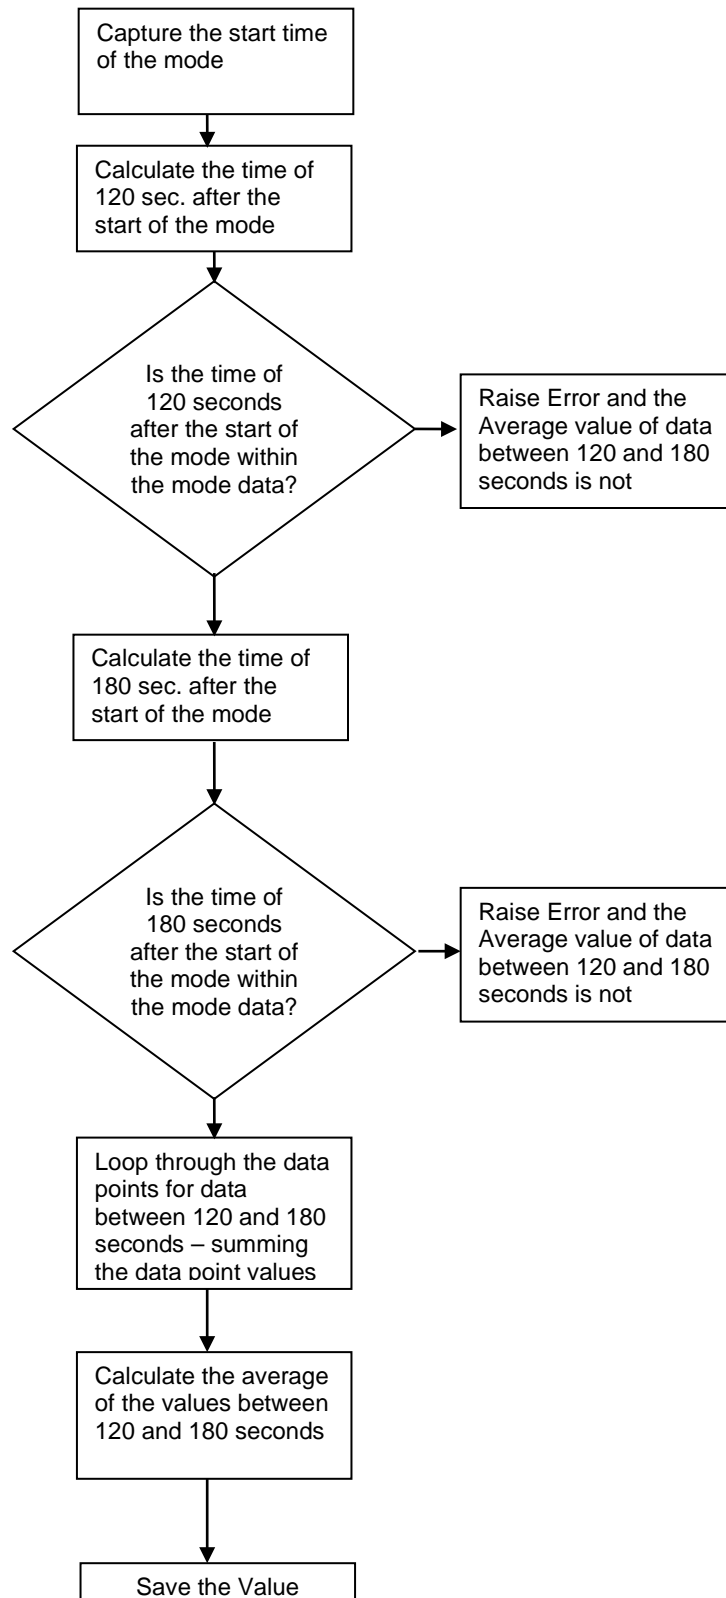 Capture the start time
of the mode
Calculate the time of
120 sec. after the
start of the mode
Is the time of
120 seconds
after the start of
the mode within
the mode data?
Raise Error and the
Average value of data
between 120 and 180
seconds is not
Calculate the time of
180 sec. after the
start of the mode
Is the time of
180 seconds
after the start of
the mode within
the mode data?
Raise Error and the
Average value of data
between 120 and 180
seconds is not
Loop through the data
points for data
between 120 and 180
seconds – summing
the data point values
Calculate the average
of the values between
120 and 180 seconds
Save the Value